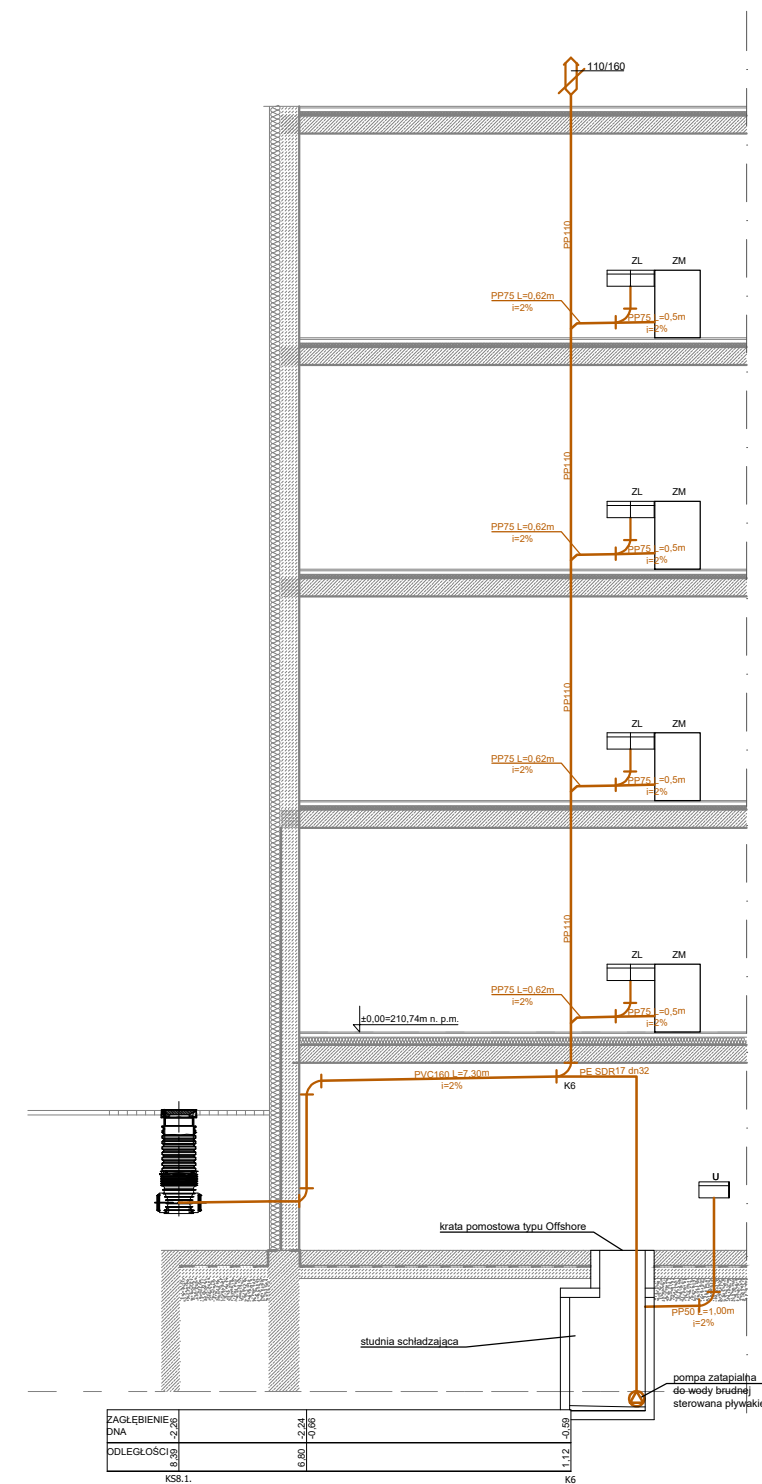 110/160
PP110
ZL ZM
PP75 L=0,62m
i=2%
PP75 L=0,5m
i=2%
PP110
ZL ZM
PP75 L=0,62m
i=2%
PP75 L=0,5m
i=2%
PP110
ZL ZM
PP75 L=0,62m
i=2%
PP75 L=0,5m
i=2%
PP110
ZL ZM
PP75 L=0,62m
i=2%
PP75 L=0,5m
i=2%
±0,00=210,74m n. p.m.
PVC160 L=7,30m
i=2%
PE SDR17 dn32
K6
U
krata pomostowa typu Offshore
PP50 L=1,00m
i=2%
studnia schładzająca
pompa zatapialna
do wody brudnej
sterowana pływakie
ZAGŁĘBIENIE DNA -2,26 -2,24 -0,66 -0,59
ODLEGŁOŚCI 8,39 6,80 1,12
KS8.1. K6